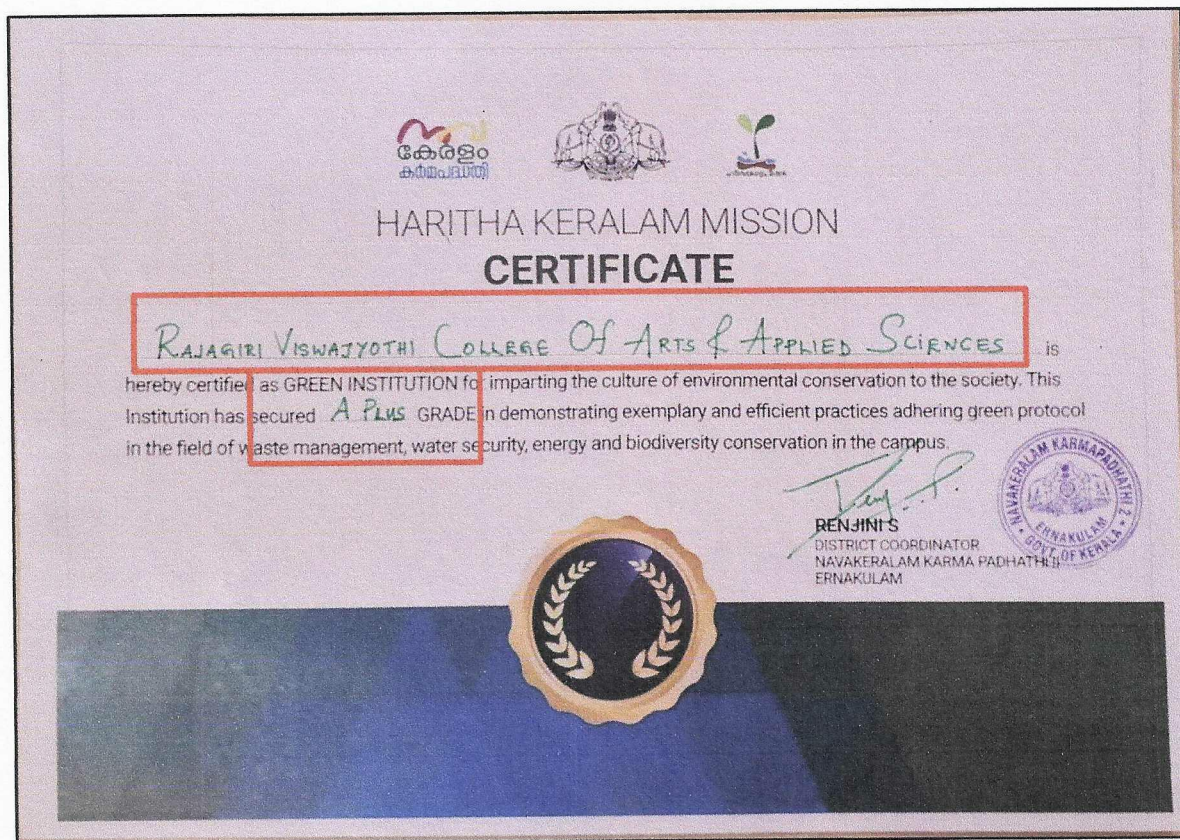 നവ
കേരളം
കർമപദ്ധതി
HARITHA KERALAM MISSION
CERTIFICATE
RAJAGIRI VISWAJYOTHI COLLEGE Of ARTS & APPLIED SCIENCES is
hereby certified as GREEN INSTITUTION for imparting the culture of environmental conservation to the society. This
Institution has secured A PLUS GRADE in demonstrating exemplary and efficient practices adhering green protocol
in the field of waste management, water security, energy and biodiversity conservation in the campus.
RENJINI S
DISTRICT COORDINATOR
NAVAKERALAM KARMA PADHATHI II
ERNAKULAM
NAVAKERALAM KARMAPADHATHI 2
ERNAKULAM
GOVT. OF KERALA